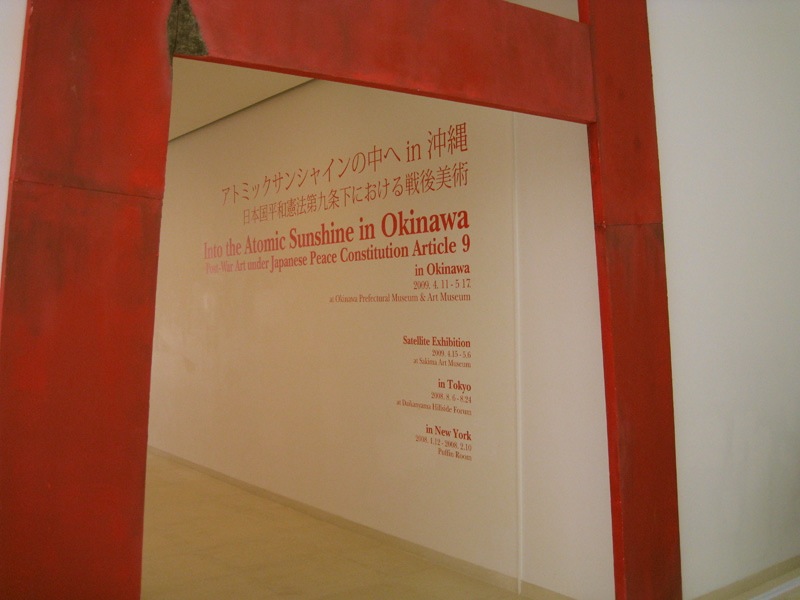 アトミックサンシャインの中へ in 沖縄
日本国平和憲法第九条下における戦後美術
Into the Atomic Sunshine in Okinawa
Post-War Art under Japanese Peace Constitution Article 9
in Okinawa
2009. 4. 11 - 5 17
at Okinawa Prefectural Museum & Art Museum
Satellite Exhibition
2009. 4.15 - 5.6
at Sakima Art Museum
in Tokyo
2008. 8. 6 - 8.24
at Daikanyama Hillside Forum
in New York
2008. 1.12 - 2008. 2.10
Puffin Room